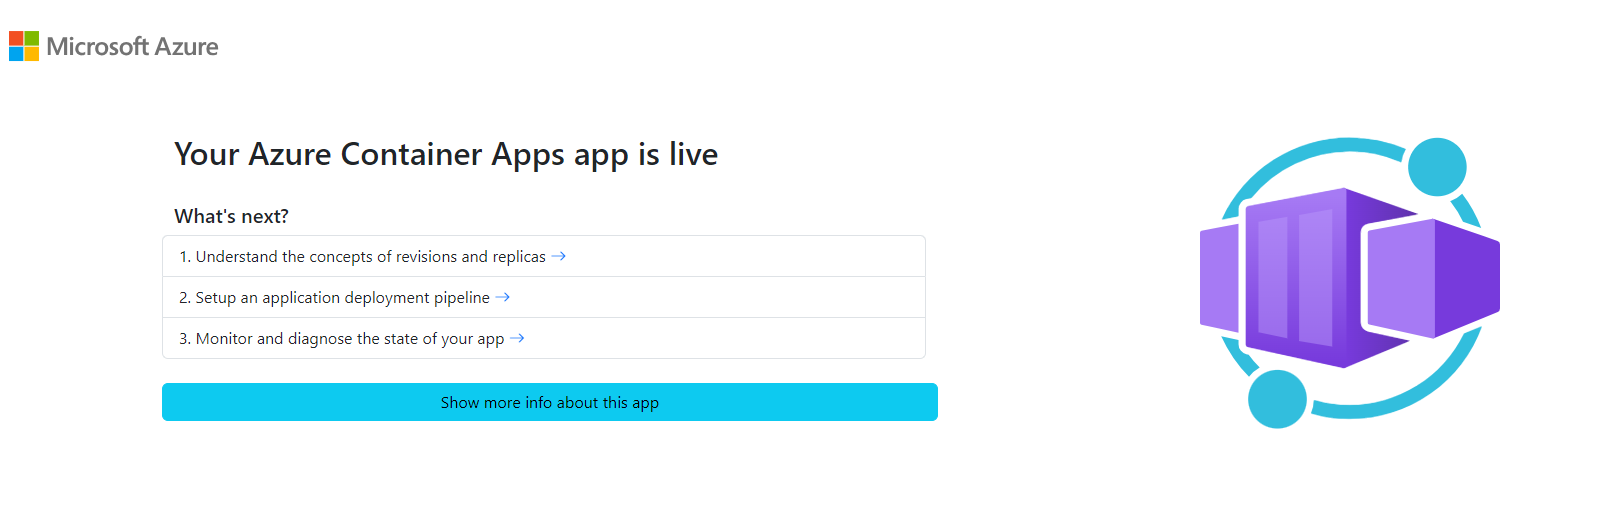 Microsoft Azure
Your Azure Container Apps app is live
What's next?
1. Understand the concepts of revisions and replicas →
2. Setup an application deployment pipeline →
3. Monitor and diagnose the state of your app →
Show more info about this app